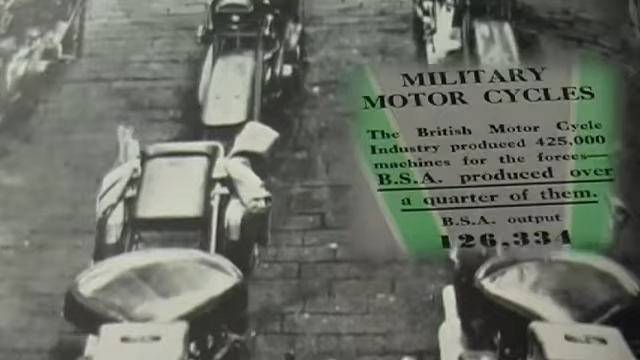 MILITARY
MOTOR CYCLES
The British Motor Cycle
Industry produced 425,000
machines for the forces—
B.S.A. produced over
a quarter of them.
B.S.A. output
126,334